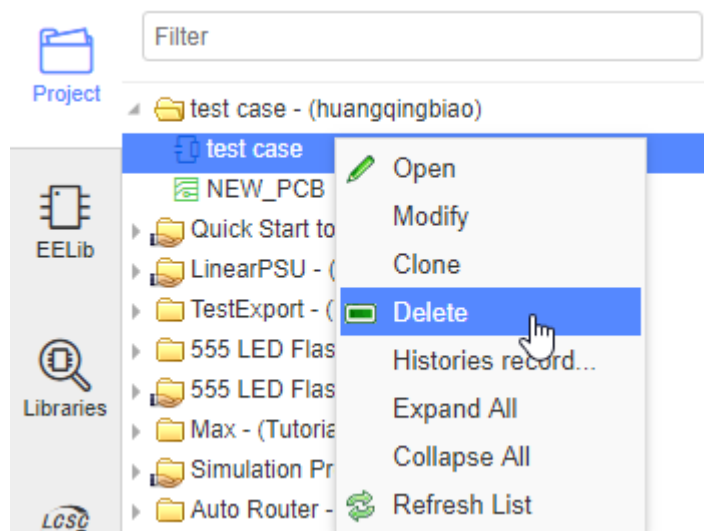 Filter
Project
test case - (huangqingbiao)
test case
NEW_PCB
Quick Start to
LinearPSU - (
TestExport - (
555 LED Flas
555 LED Flas
Max - (Tutoria
Simulation Pr
Auto Router -
EELib
Libraries
LCSC
Open
Modify
Clone
Delete
Histories record...
Expand All
Collapse All
Refresh List